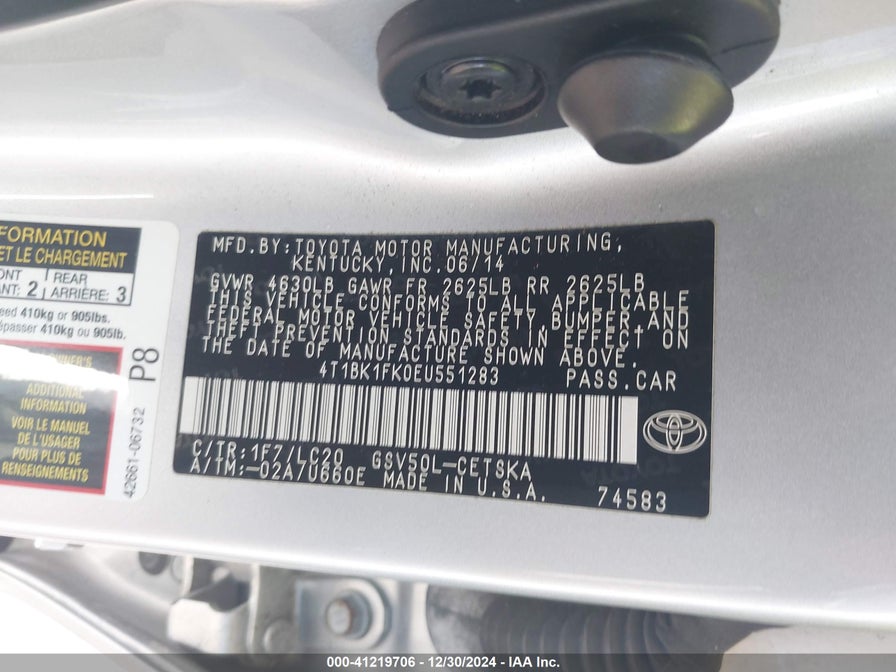 FORMATION
ET LE CHARGEMENT
ONT REAR
ANT: 2 ARRIÈRE: 3
eed 410kg or 905lbs.
épasser 410kg ou 905lb.
ADDITIONAL
INFORMATION
VOIR LE MANUEL
DE L'USAGER
POUR PLUS DE
RENSEIGNEMENTS
P8
42661-06732
MFD.BY:TOYOTA MOTOR MANUFACTURING,
KENTUCKY,INC.06/14
GVWR 4630LB GAWR FR 2625LB RR 2625LB
THIS VEHICLE CONFORMS TO ALL APPLICABLE
FEDERAL MOTOR VEHICLE SAFETY,BUMPER,AND
THEFT PREVENTION STANDARDS IN EFFECT ON
THE DATE OF MANUFACTURE SHOWN ABOVE.
4T1BK1FK0EU551283 PASS.CAR
C/TR:1F7/LC20 GSV50L-CETSKA
A/TM:-02A/U660E MADE IN U.S.A. 74583
000-41219706 - 12/30/2024 - IAA Inc.